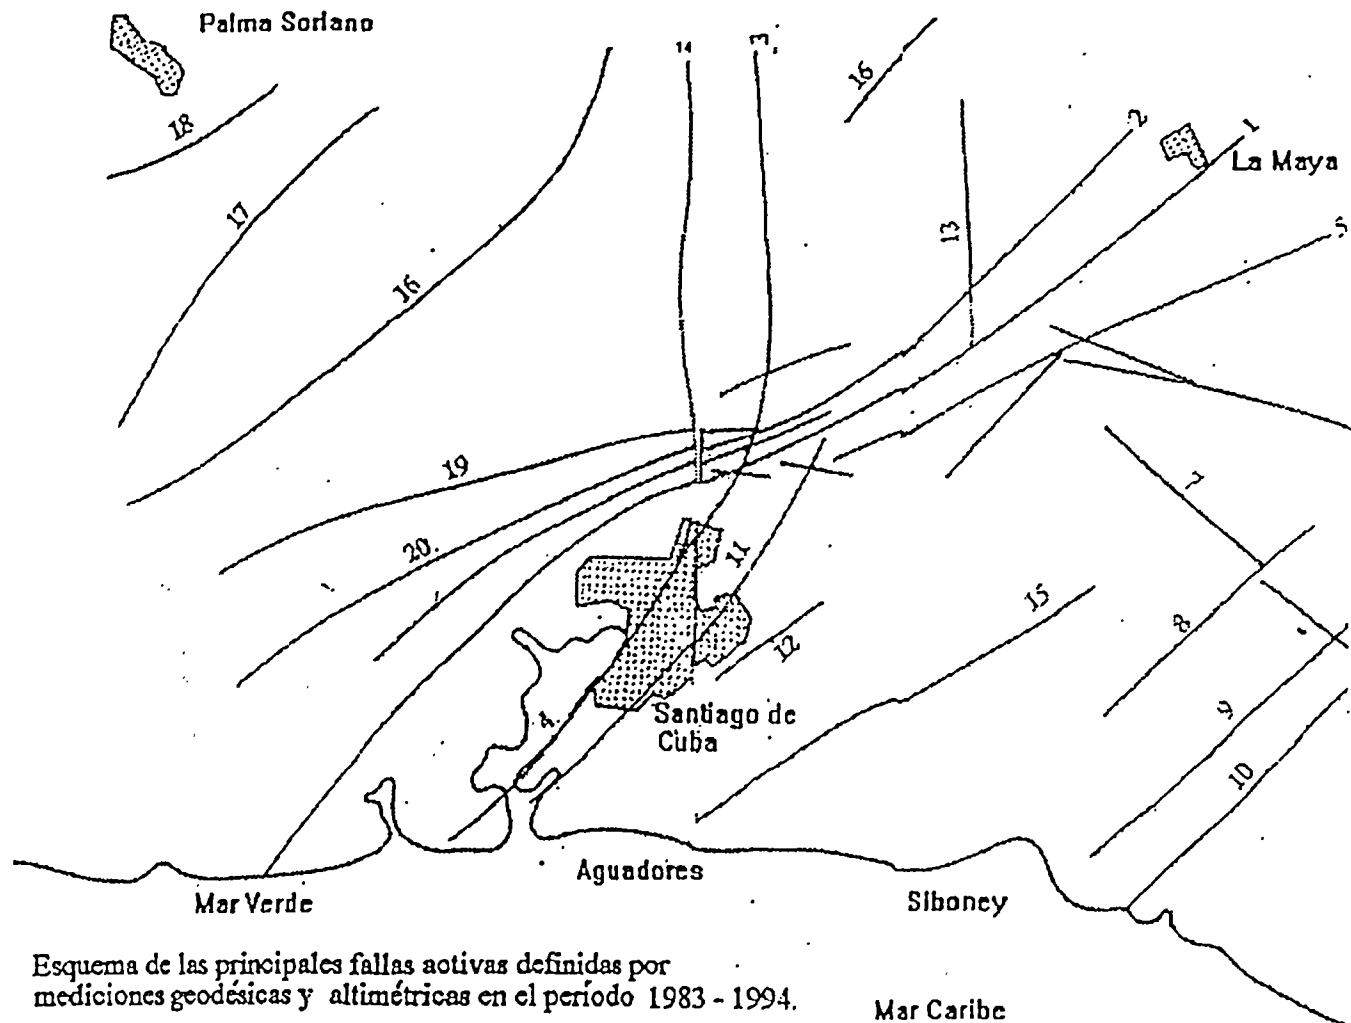 Palma Soriano
14
3
16
2
1
La Maya
18
17
13
5
16
19
7
20.
11
15
8
12
4.
Santiago de
Cuba
9
10
Aguadores
Mar Verde
Siboney
Esquema de las principales fallas aotivas definidas por
mediciones geodésicas y altimétricas en el período 1983 - 1994.
Mar Caribe